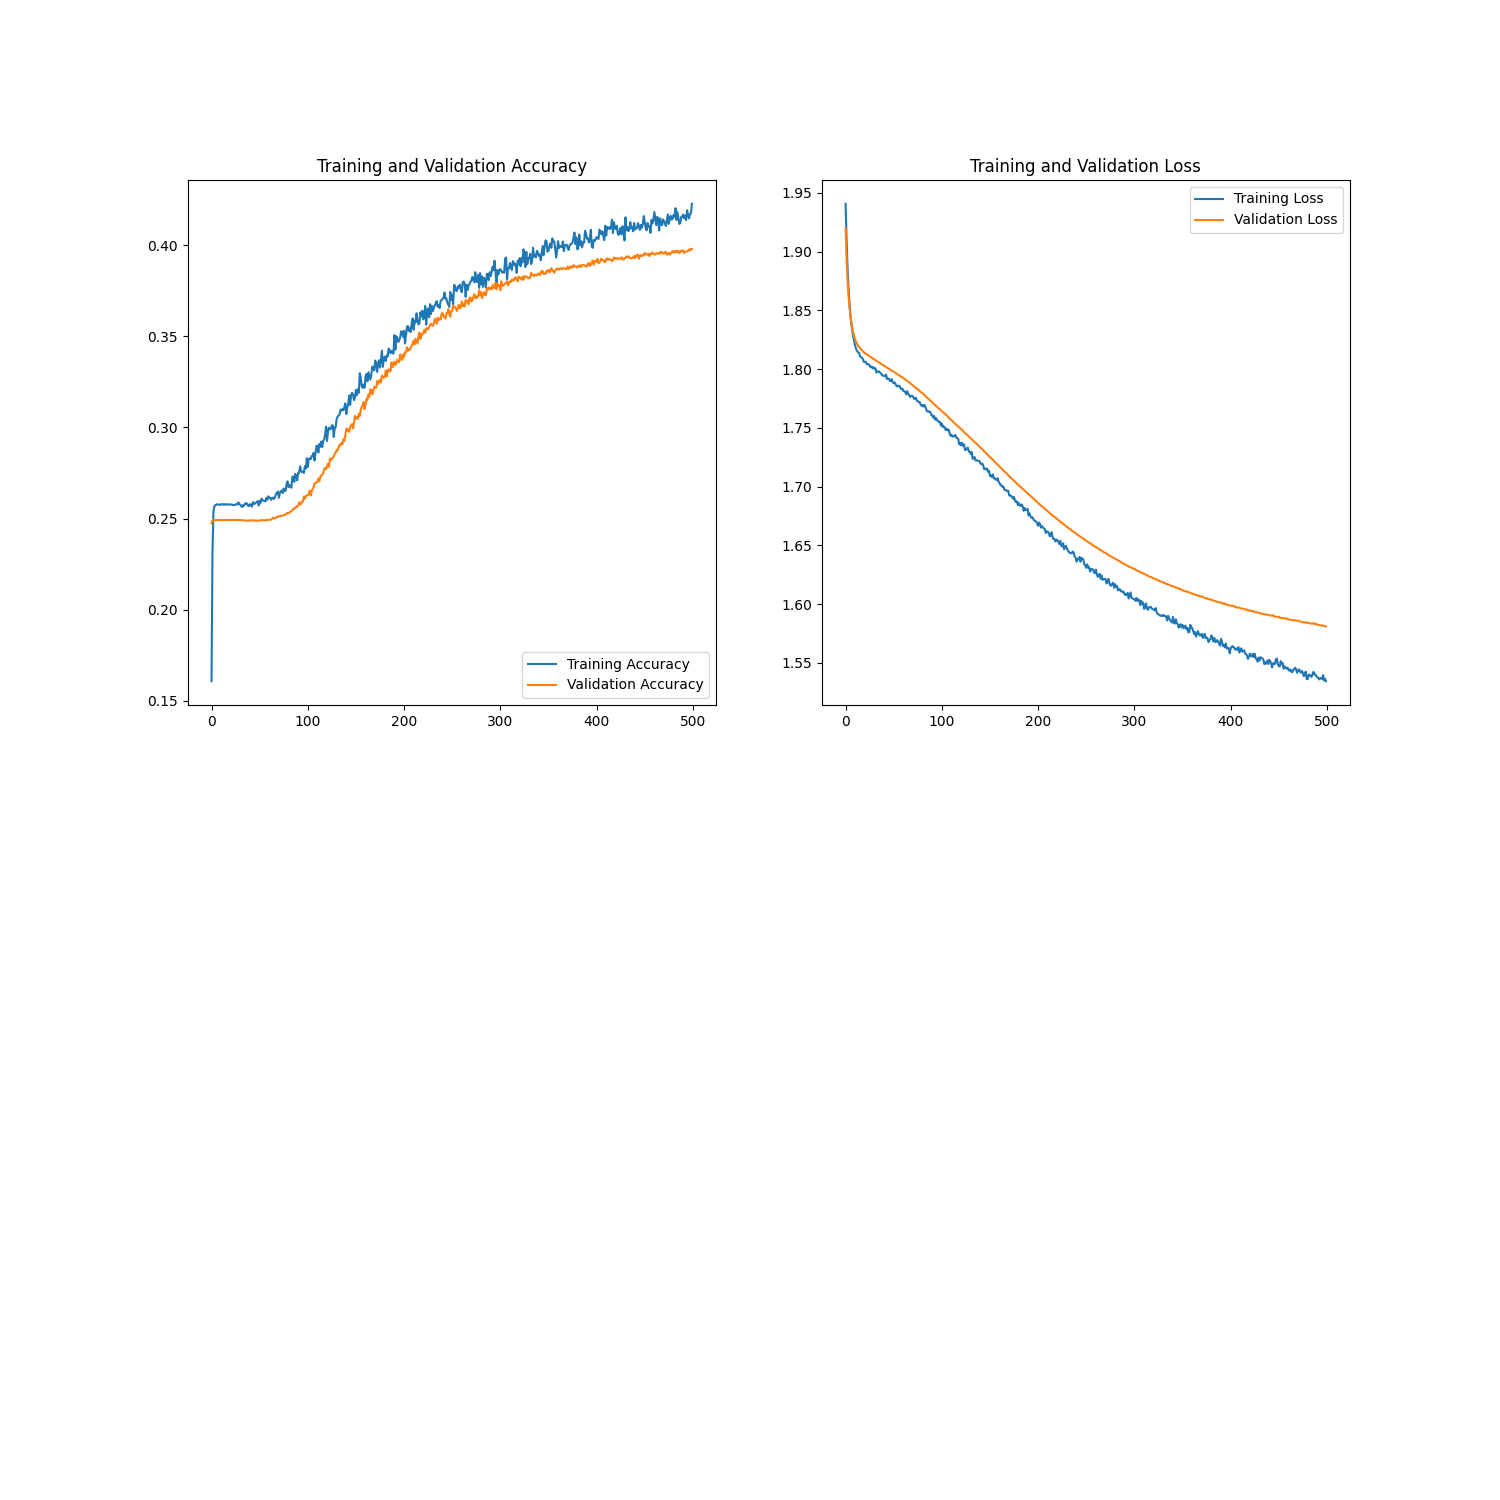 Training and Validation Accuracy
0.40
0.35
0.30
0.25
0.20
0.15
0 100 200 300 400 500
Training Accuracy
Validation Accuracy
Training and Validation Loss
1.95
1.90
1.85
1.80
1.75
1.70
1.65
1.60
1.55
0 100 200 300 400 500
Training Loss
Validation Loss